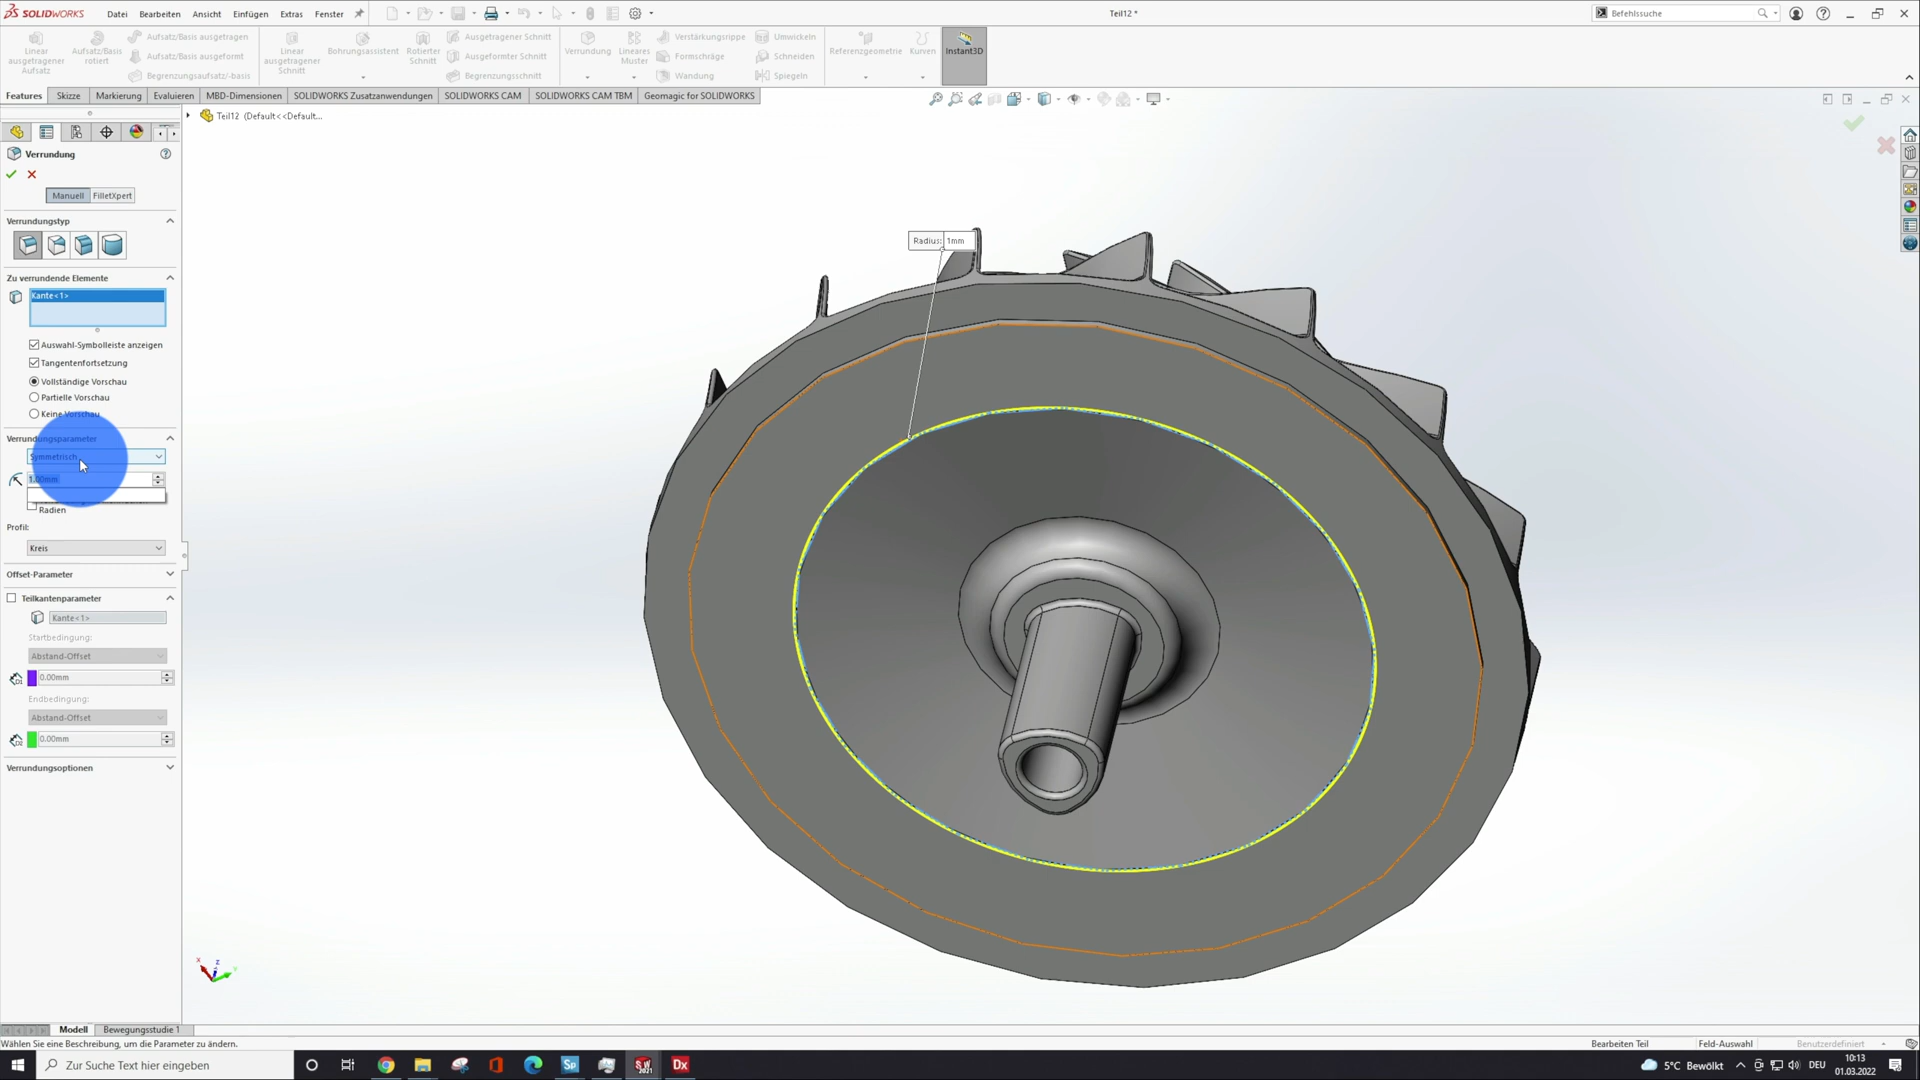 SOLIDWORKS
Datei Bearbeiten Ansicht Einfügen Extras Fenster
Teil12 *
Befehlssuche
Linear ausgetragener Aufsatz
Aufsatz/Basis rotiert
Aufsatz/Basis ausgetragen
Aufsatz/Basis ausgeformt
Begrenzungsaufsatz/-basis
Linear ausgetragener Schnitt
Bohrungsassistent
Rotierter Schnitt
Ausgetragener Schnitt
Ausgeformter Schnitt
Begrenzungsschnitt
Verrundung
Lineares Muster
Verstärkungsrippe
Formschräge
Wandung
Umwickeln
Schneiden
Spiegeln
Referenzgeometrie
Kurven
Instant3D
Features Skizze Markierung Evaluieren MBD-Dimensionen SOLIDWORKS Zusatzanwendungen SOLIDWORKS CAM SOLIDWORKS CAM TBM Geomagic for SOLIDWORKS
Teil12 (Default<<Default...
Verrundung
Manuell FilletXpert
Verrundungstyp
Zu verrundende Elemente
Kante<1>
Auswahl-Symbolleiste anzeigen
Tangentenfortsetzung
Vollständige Vorschau
Partielle Vorschau
Keine Vorschau
Verrundungsparameter
Symmetrisch
1.00mm
Radien
Profil:
Kreis
Offset-Parameter
Teilkantenparameter
Kante<1>
Startbedingung:
Abstand-Offset
0.00mm
Endbedingung:
Abstand-Offset
0.00mm
Verrundungsoptionen
Radius: 1mm
Modell Bewegungsstudie 1
Wählen Sie eine Beschreibung, um die Parameter zu ändern.
Bearbeiten Teil Feld-Auswahl Benutzerdefiniert
Zur Suche Text hier eingeben
5°C Bewölkt
DEU
10:13
01.03.2022